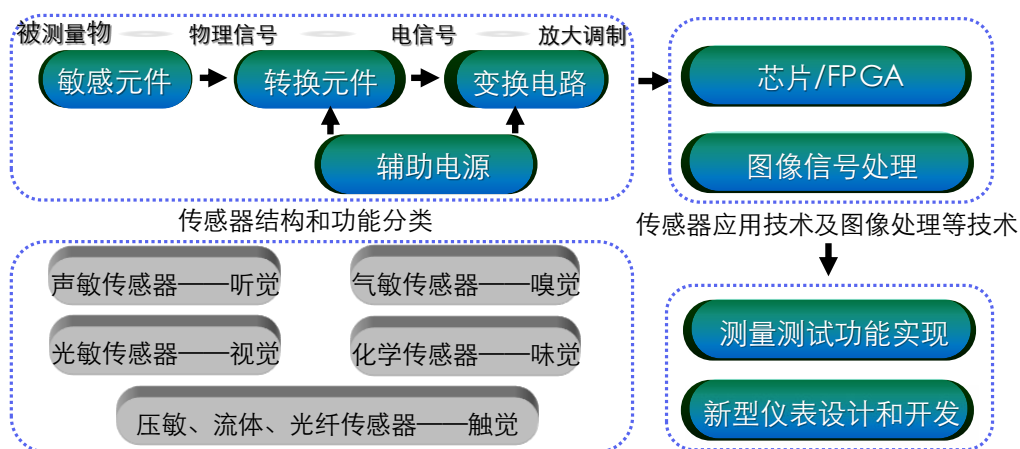 被测量物 物理信号 电信号 放大调制
敏感元件 转换元件 变换电路
辅助电源
传感器结构和功能分类
芯片/FPGA
图像信号处理
传感器应用技术及图像处理等技术
声敏传感器——听觉 气敏传感器——嗅觉
光敏传感器——视觉 化学传感器——味觉
压敏、流体、光纤传感器——触觉
测量测试功能实现
新型仪表设计和开发